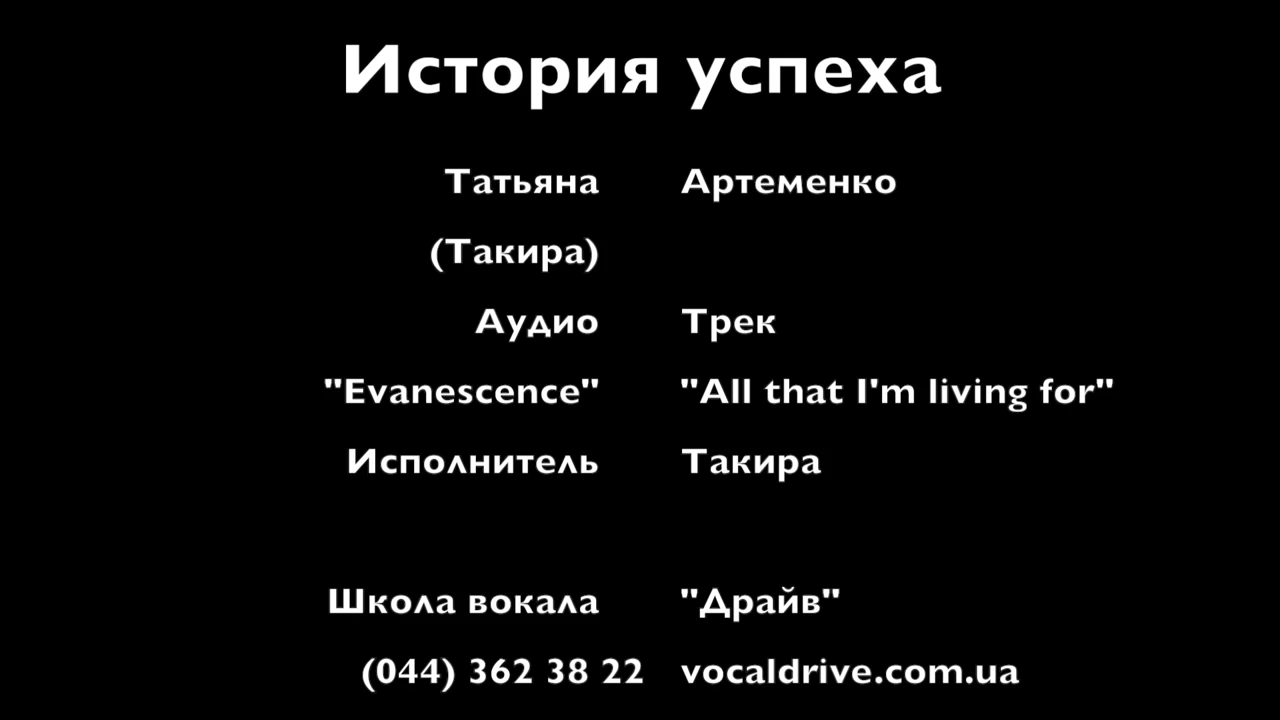 История успеха
Татьяна Артеменко
(Такира)
Аудио Трек
"Evanescence" "All that I'm living for"
Исполнитель Такира
Школа вокала "Драйв"
(044) 362 38 22 vocaldrive.com.ua